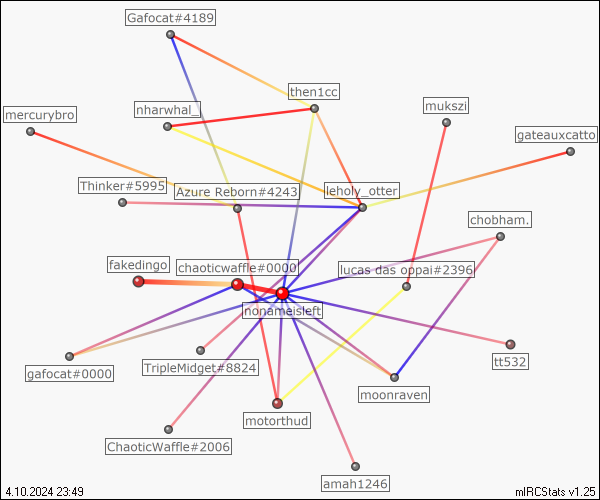 Gafocat#4189
then1cc
mukszi
nharwhal_
mercurybro
gateauxcatto
Thinker#5995
Azure Reborn#4243
leholy_otter
chobham.
fakedingo
chaoticwaffle#0000
lucas das oppai#2396
nonameisleft
gafocat#0000
TripleMidget#8824
tt532
moonraven
motorthud
ChaoticWaffle#2006
amah1246
4.10.2024 23:49
mIRCStats v1.25